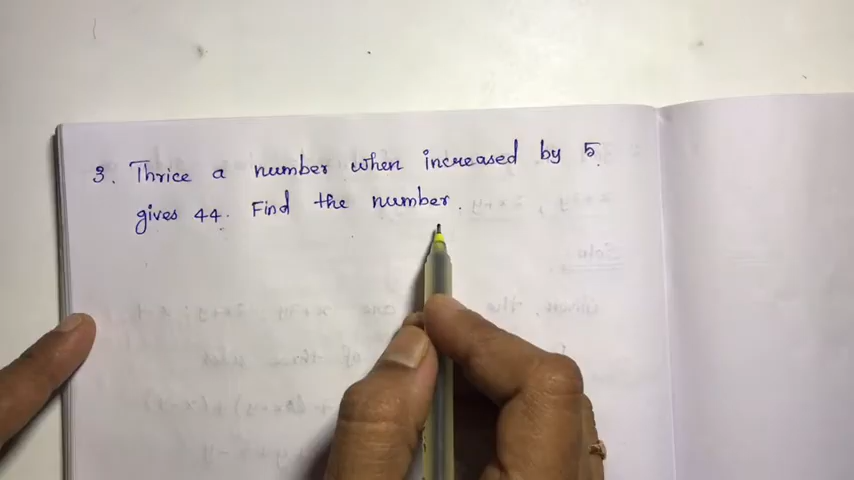 3. Thrice a number when increased by 5
gives 44. Find the number.